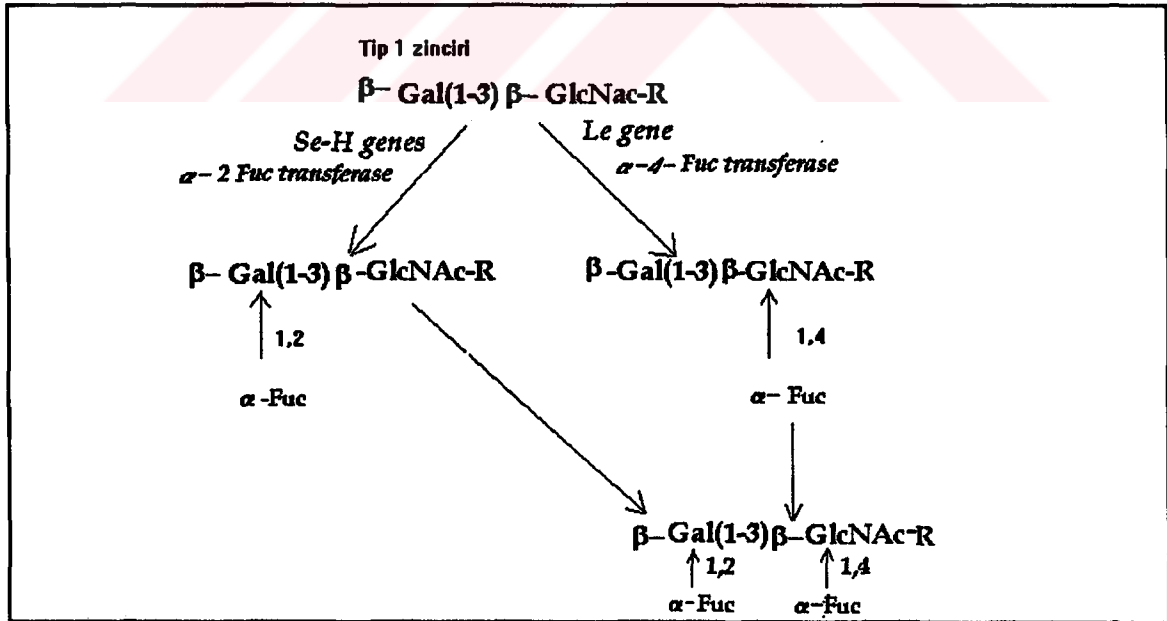 Tip 1 zinciri
β– Gal(1-3) β– GlcNac-R
Se-H genes
α– 2 Fuc transferase
Le gene
α–4– Fuc transferase
β– Gal(1-3) β -GlcNAc-R
1,2
α -Fuc
β -Gal(1-3) β-GlcNAc-R
1,4
α– Fuc
β– Gal(1-3) β– GlcNAc-R
1,2 1,4
α-Fuc α-Fuc